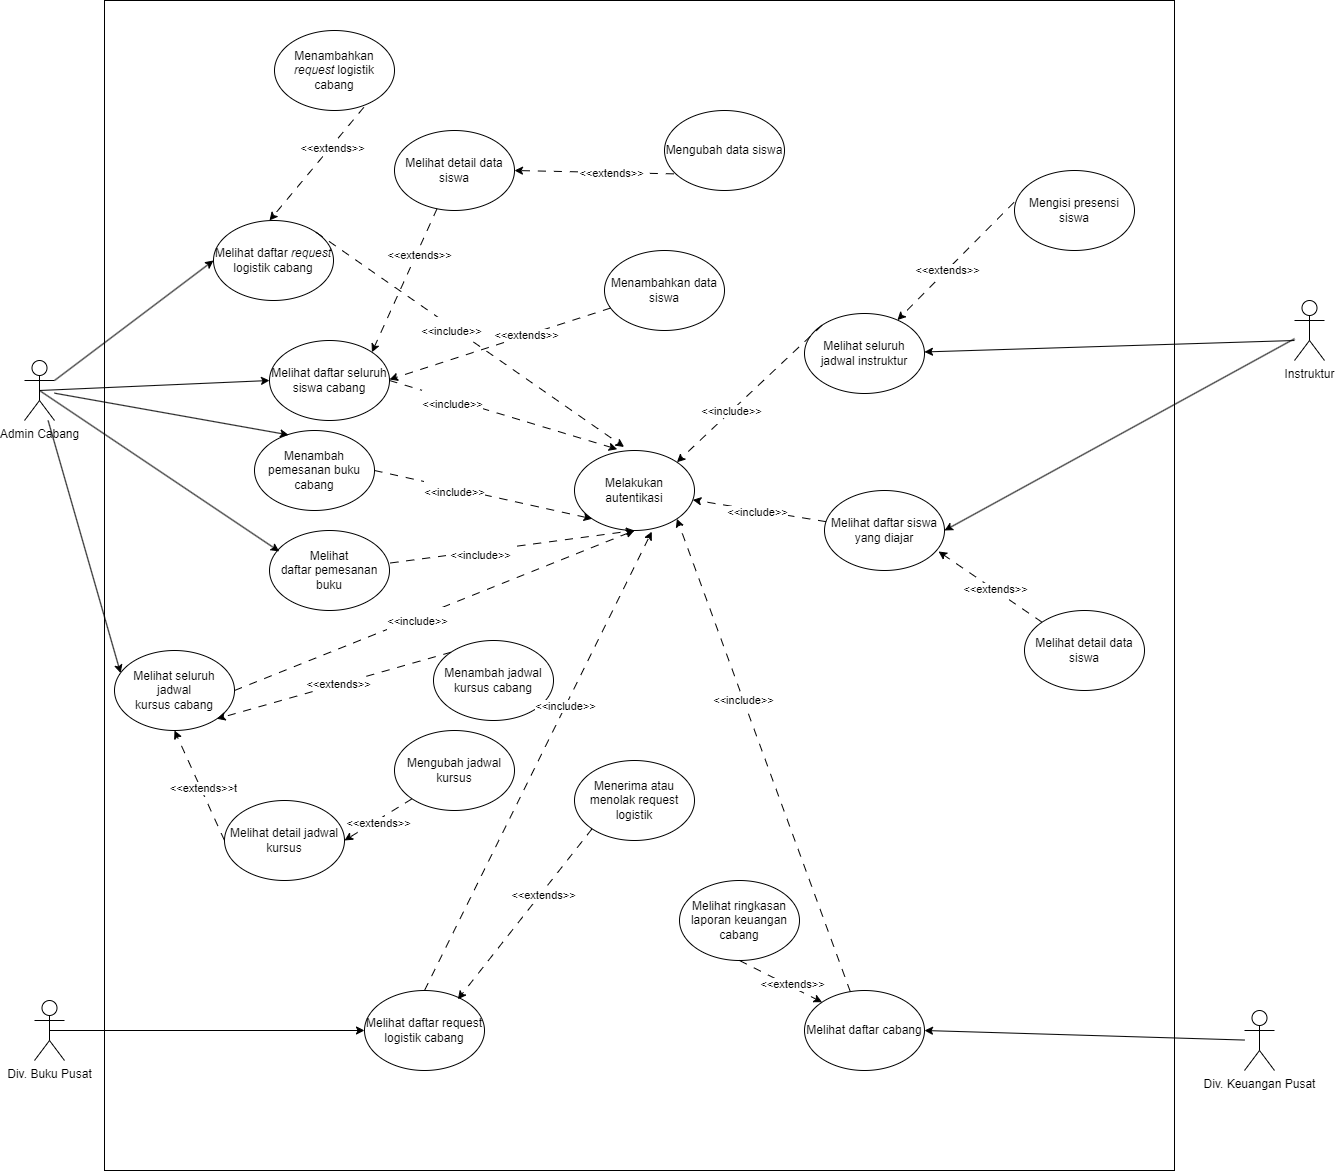 Menambahkan
request logistik
cabang
<<extends>>
Melihat detail data
siswa
<<extends>>
Mengubah data siswa
Mengisi presensi
siswa
Melihat daftar request
logistik cabang
<<extends>>
Menambahkan data
siswa
<<extends>>
<<include>>
<<extends>>
Melihat seluruh
jadwal instruktur
Instruktur
Melihat daftar seluruh
siswa cabang
<<include>>
<<include>>
Admin Cabang
Menambah
pemesanan buku
cabang
<<include>>
Melakukan
autentikasi
<<include>>
Melihat daftar siswa
yang diajar
Melihat
daftar pemesanan
buku
<<include>>
<<extends>>
<<include>>
Melihat detail data
siswa
Melihat seluruh
jadwal
kursus cabang
<<extends>>
Menambah jadwal
kursus cabang
<<include>>
<<include>>
Mengubah jadwal
kursus
<<extends>>t
<<extends>>
Melihat detail jadwal
kursus
Menerima atau
menolak request
logistik
<<extends>>
Melihat ringkasan
laporan keuangan
cabang
<<extends>>
Melihat daftar request
logistik cabang
Melihat daftar cabang
Div. Buku Pusat
Div. Keuangan Pusat